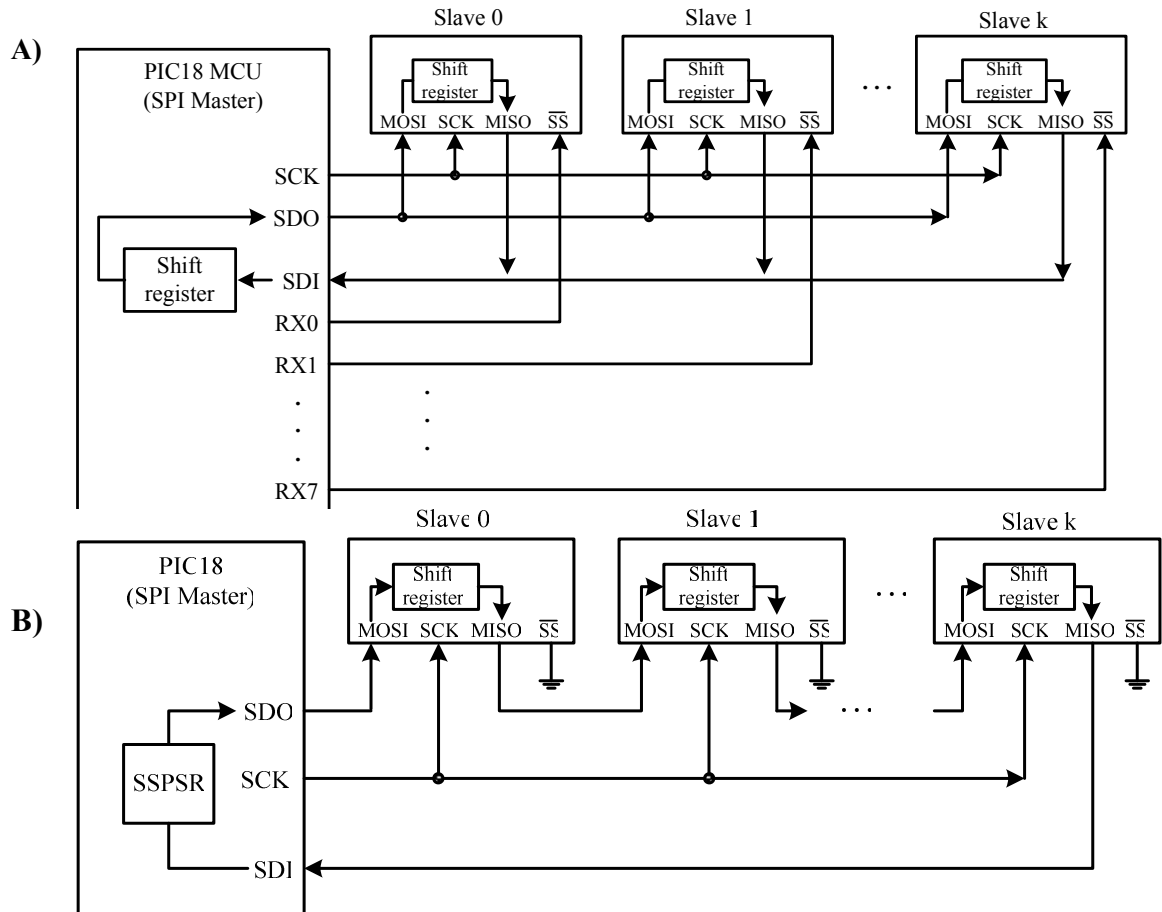 A)
PIC18 MCU
(SPI Master)
Slave 0
Slave 1
Slave k
Shift
register
Shift
register
. . .
Shift
register
MOSI SCK MISO SS
MOSI SCK MISO SS
MOSI SCK MISO SS
SCK
SDO
Shift
register
SDI
RX0
RX1
.
.
.
.
.
.
RX7
B)
PIC18
(SPI Master)
Slave 0
Slave 1
Slave k
Shift
register
Shift
register
. . .
Shift
register
MOSI SCK MISO SS
MOSI SCK MISO SS
MOSI SCK MISO SS
SDO
. . .
SSPSR
SCK
SDI